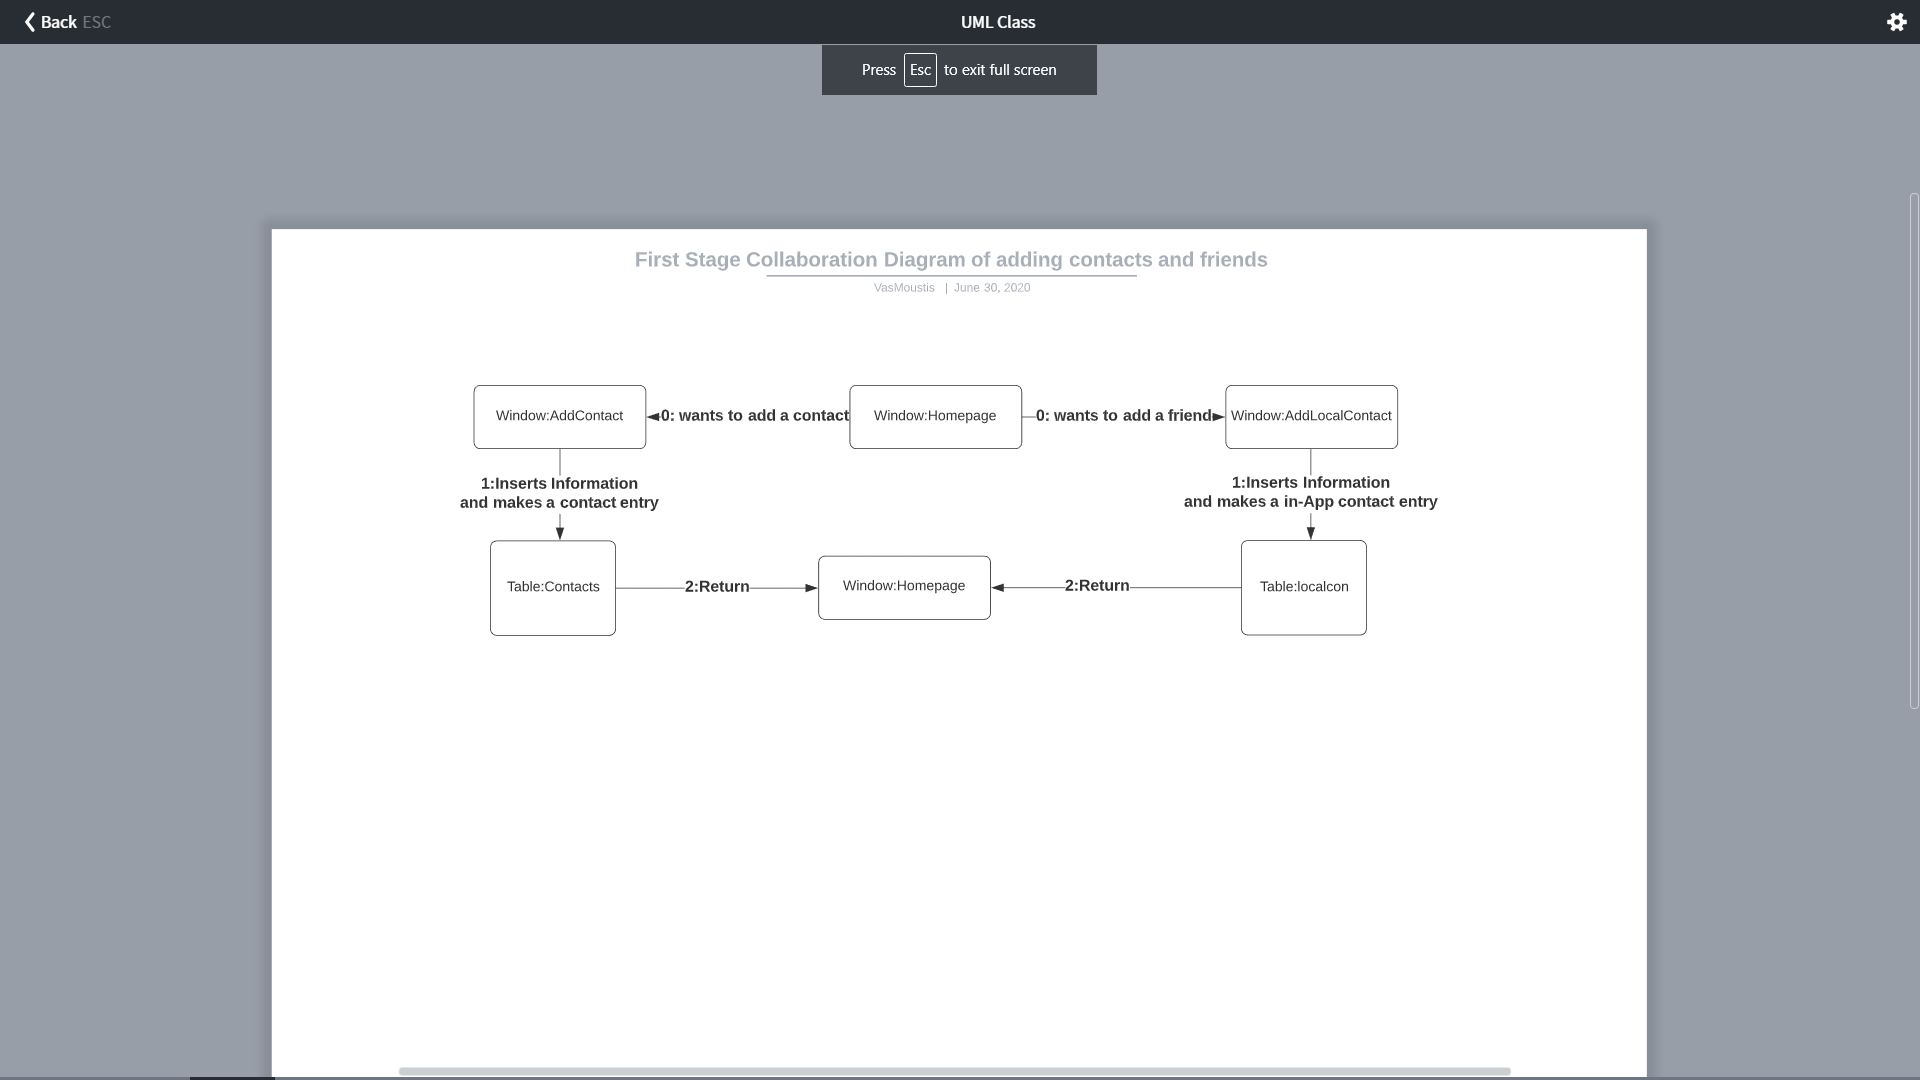 Back ESC
UML Class
Press Esc to exit full screen
First Stage Collaboration Diagram of adding contacts and friends
VasMoustis | June 30, 2020
Window:AddContact
0: wants to add a contact
Window:Homepage
0: wants to add a friend
Window:AddLocalContact
1:Inserts Information
and makes a contact entry
1:Inserts Information
and makes a in-App contact entry
Table:Contacts
2:Return
Window:Homepage
2:Return
Table:localcon